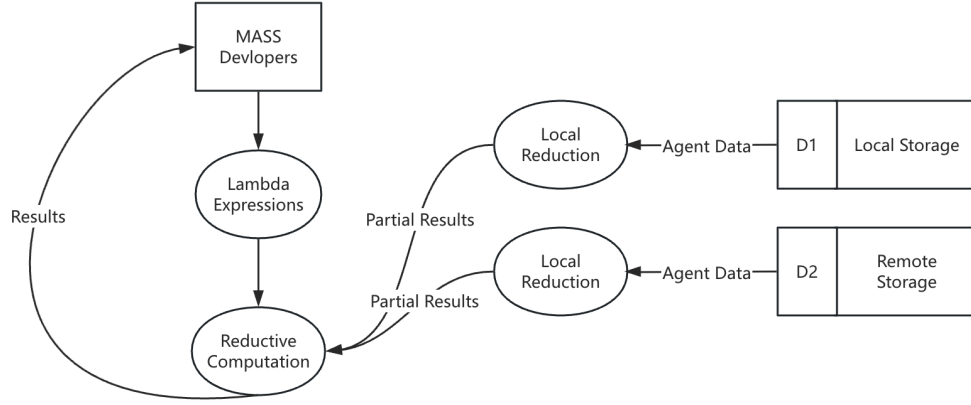 MASS
Devlopers
Lambda
Expressions
Reductive
Computation
Results
Local
Reduction
Agent Data
D1
Local Storage
Partial Results
Local
Reduction
Agent Data
D2
Remote
Storage
Partial Results